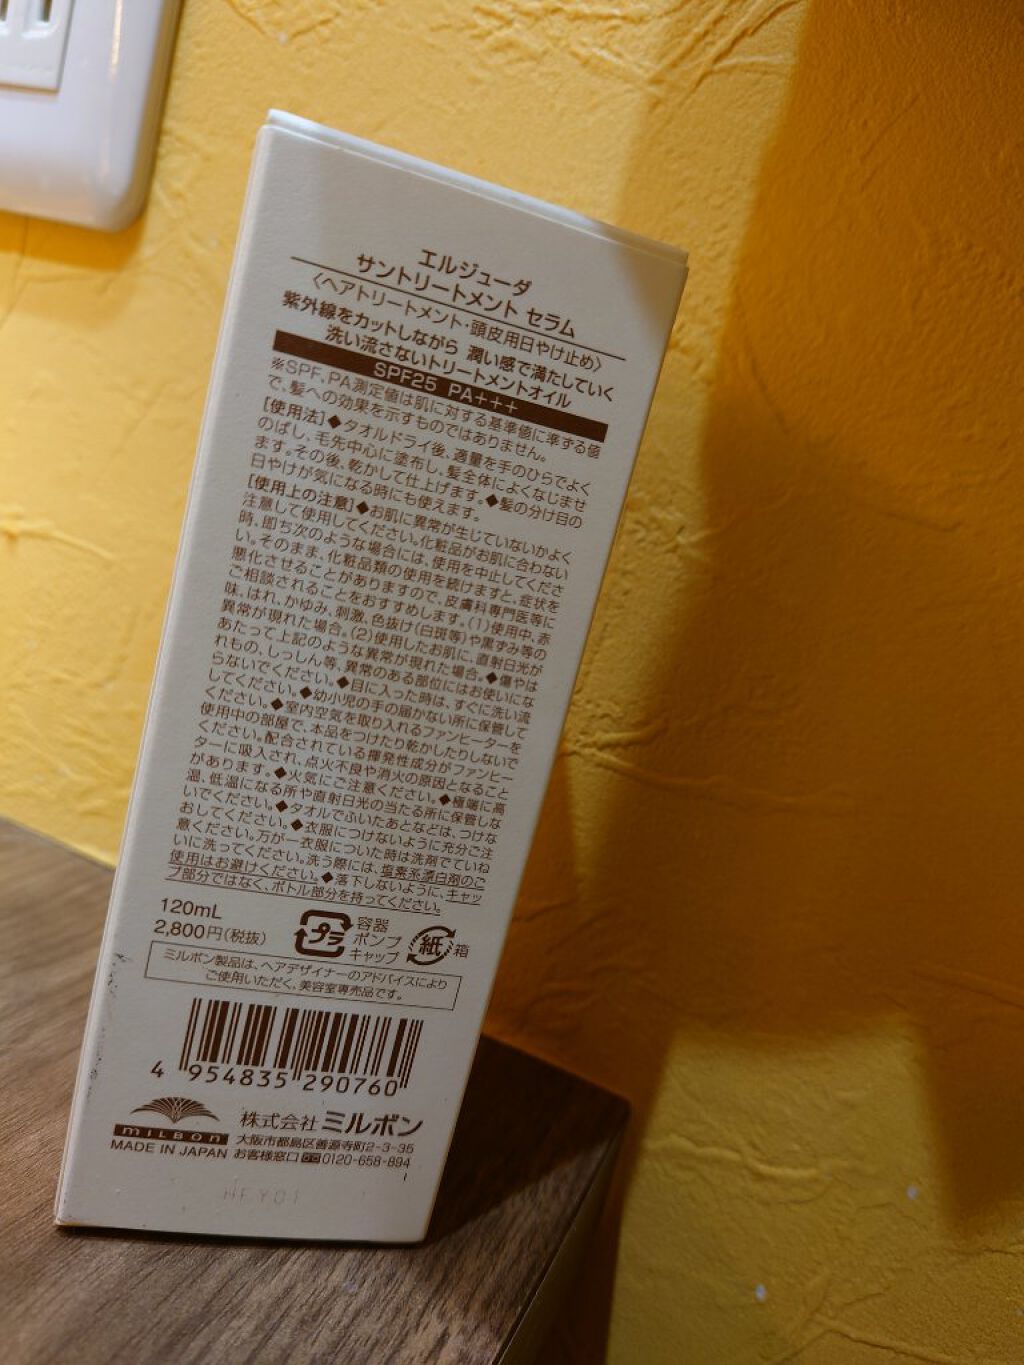 エルジューダ
サントリートメント セラム
〈ヘアトリートメント・頭皮用日やけ止め〉
紫外線をカットしながら 潤い感で満たしていく
洗い流さないトリートメントオイル
SPF25 PA+++
※SPF、PA測定値は肌に対する基準値に準ずる値
で、髪への効果を示すものではありません。
[使用法]◆タオルドライ後、適量を手のひらでよく
のばし、毛先中心に塗布し、髪全体によくなじませ
ます。その後、乾かして仕上げます。◆髪の分け目の
日やけが気になる時にも使えます。
[使用上の注意]◆お肌に異常が生じていないかよく
注意して使用してください。化粧品がお肌に合わない
時、即ち次のような場合には、使用を中止してくださ
い。そのまま、化粧品類の使用を続けますと、症状を
悪化させることがありますので、皮膚科専門医等に
ご相談されることをおすすめします。(1)使用中、赤
味、はれ、かゆみ、刺激、色抜け(白斑等)や黒ずみ等の
異常が現れた場合。(2)使用したお肌に、直射日光が
あたって上記のような異常が現れた場合。◆傷やは
れもの、しっしん等、異常のある部位にはお使いにな
らないでください。◆目に入った時は、すぐに洗い流
してください。◆幼小児の手の届かない所に保管して
ください。◆室内空気を取り入れるファンヒーターを
使用中の部屋で、本品をつけたり乾かしたりしないで
ください。配合されている揮発性成分がファンヒー
ターに吸入され、点火不良や消火の原因となること
があります。◆火気にご注意ください。◆極端に高
温、低温になる所や直射日光の当たる所に保管しな
いでください。◆タオルでふいたあとなどは、つけな
おしてください。◆衣服につけないように充分ご注
意ください。万が一衣服についた時は洗剤でていね
いに洗ってください。洗う際には、塩素系漂白剤のご
使用はお避けください。◆落下しないように、キャッ
プ部分ではなく、ボトル部分を持ってください。
120mL
2,800円(税抜)
プラ
容器
ポンプ
キャップ
紙
箱
ミルボン製品は、ヘアデザイナーのアドバイスにより
ご使用いただく、美容室専売品です。
4 954835 290760
milbon
MADE IN JAPAN
株式会社 ミルボン
大阪市都島区善源寺町2-3-35
お客様窓口 0120-658-894
HFY01